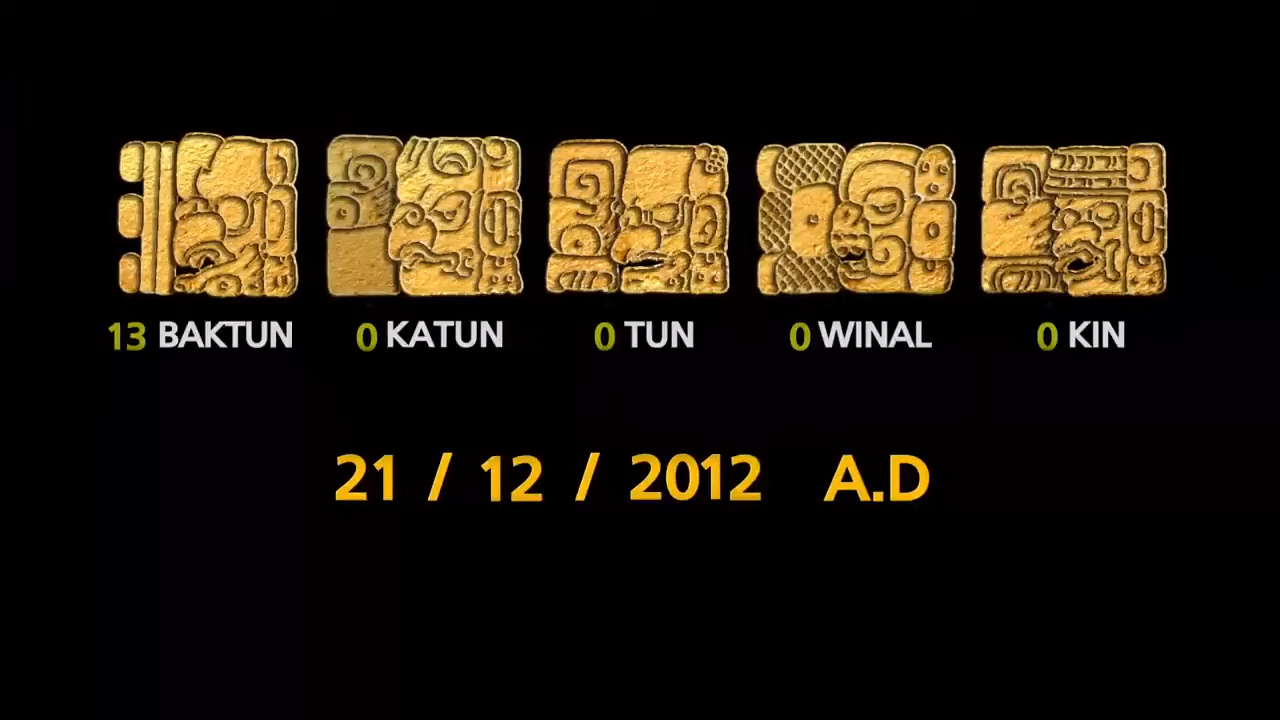 13 BAKTUN 0 KATUN 0 TUN 0 WINAL 0 KIN
21 / 12 / 2012 A.D